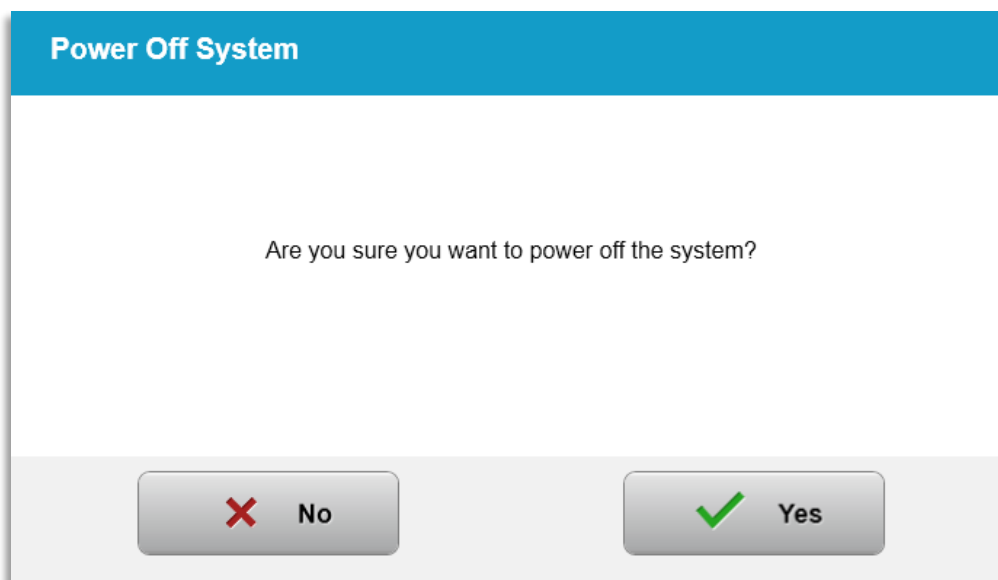 Power Off System
Are you sure you want to power off the system?
No
Yes